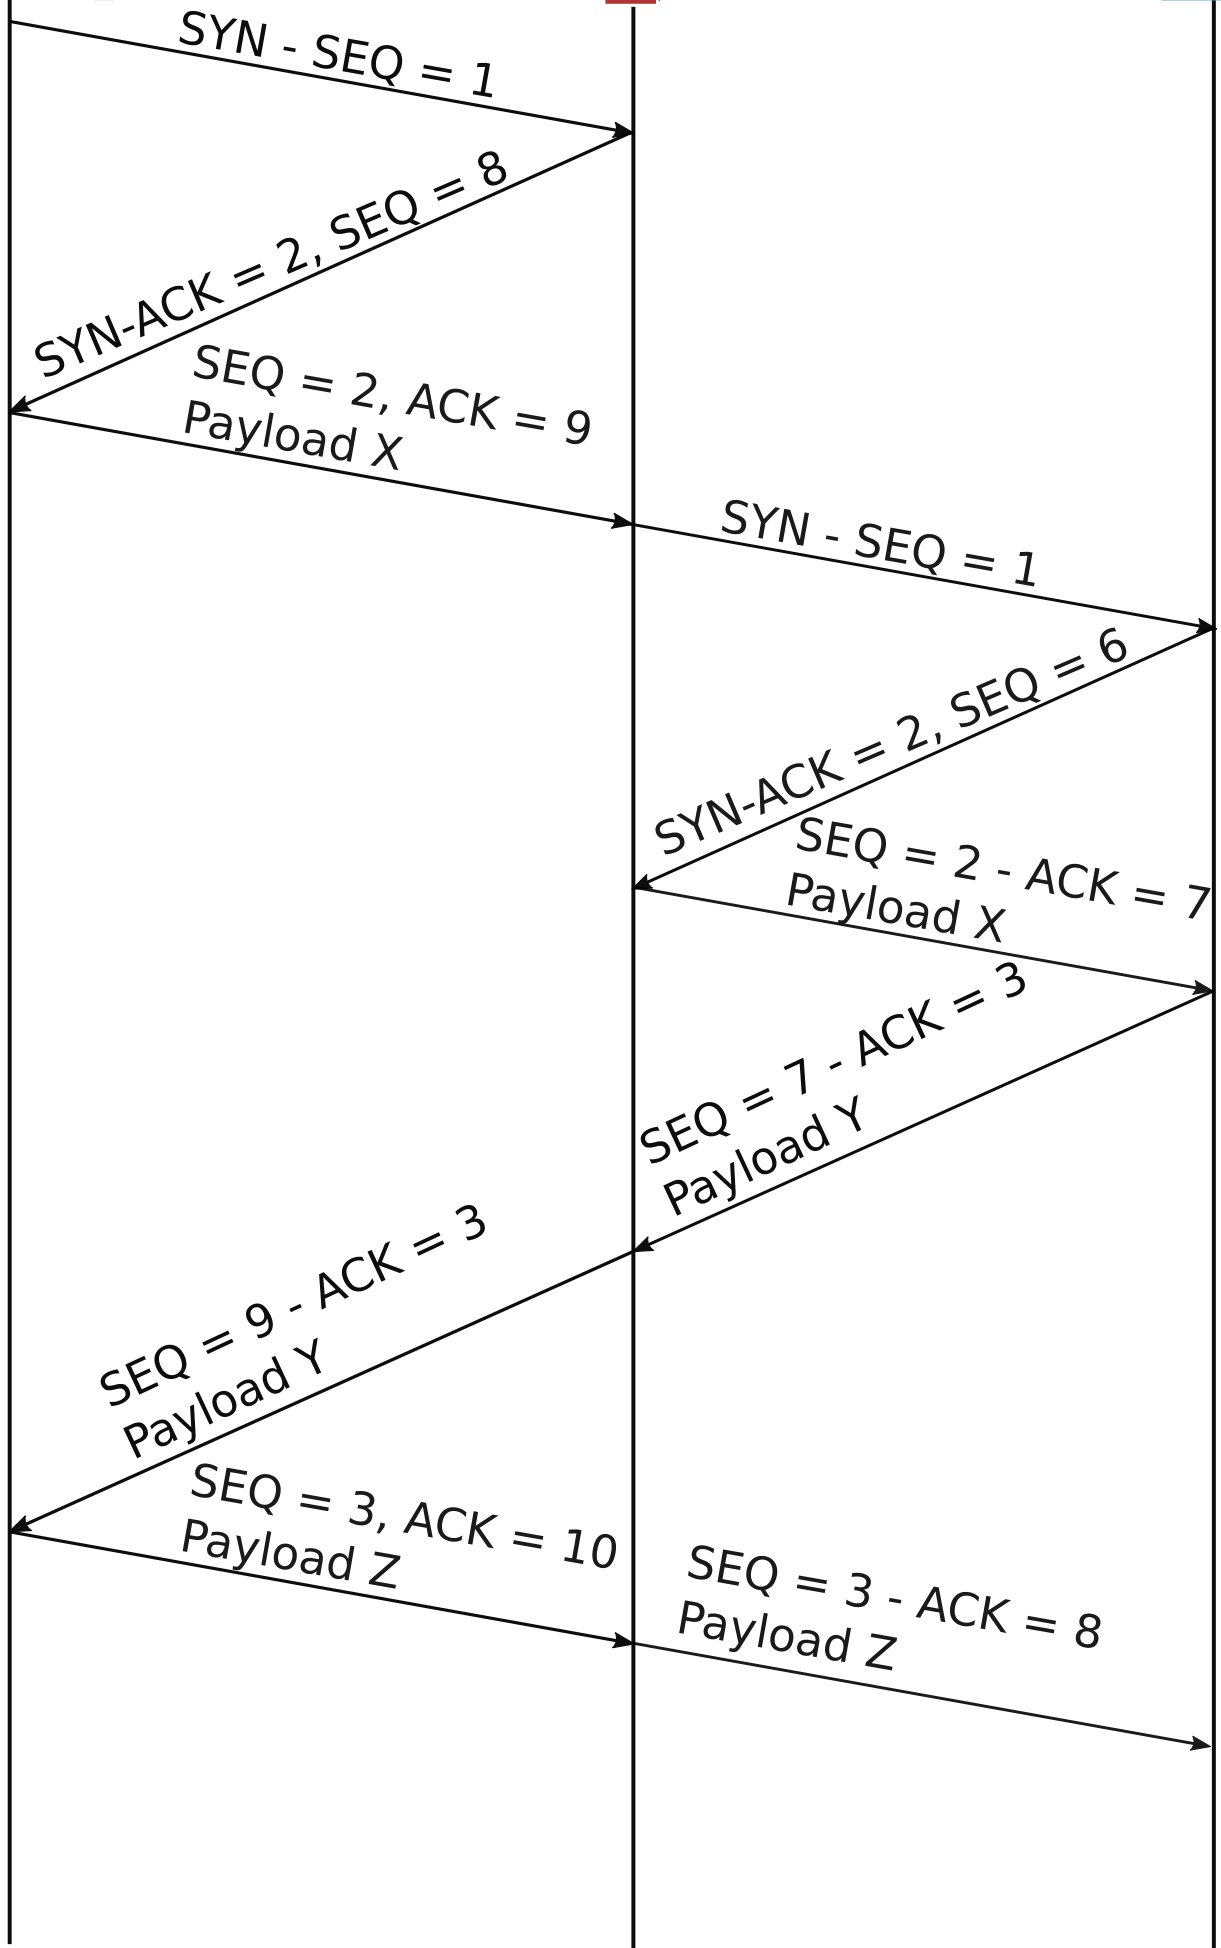 SYN - SEQ = 1
SYN-ACK = 2, SEQ = 8
SEQ = 2, ACK = 9
Payload X
SYN - SEQ = 1
SYN-ACK = 2, SEQ = 6
SEQ = 2 - ACK = 7
Payload X
SEQ = 7 - ACK = 3
Payload Y
SEQ = 9 - ACK = 3
Payload Y
SEQ = 3, ACK = 10
Payload Z
SEQ = 3 - ACK = 8
Payload Z